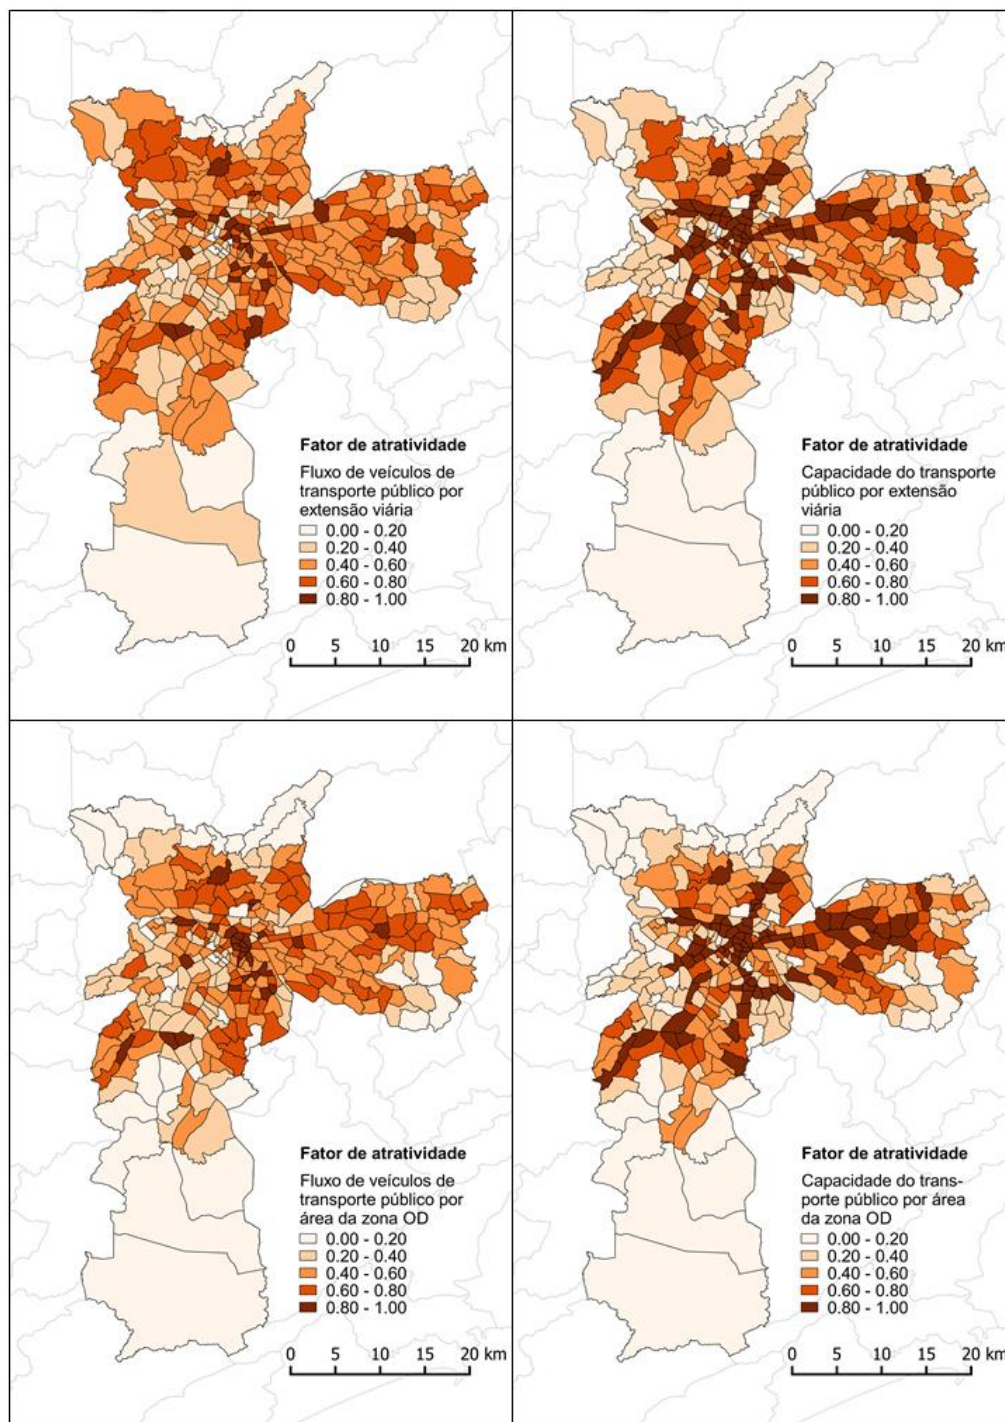 Fator de atratividade
Fluxo de veículos de
transporte público por
extensão viária
0.00 - 0.20
0.20 - 0.40
0.40 - 0.60
0.60 - 0.80
0.80 - 1.00
0 5 10 15 20 km
Fator de atratividade
Capacidade do transporte
público por extensão
viária
0.00 - 0.20
0.20 - 0.40
0.40 - 0.60
0.60 - 0.80
0.80 - 1.00
0 5 10 15 20 km
Fator de atratividade
Fluxo de veículos de
transporte público por
área da zona OD
0.00 - 0.20
0.20 - 0.40
0.40 - 0.60
0.60 - 0.80
0.80 - 1.00
0 5 10 15 20 km
Fator de atratividade
Capacidade do trans-
porte público por área
da zona OD
0.00 - 0.20
0.20 - 0.40
0.40 - 0.60
0.60 - 0.80
0.80 - 1.00
0 5 10 15 20 km